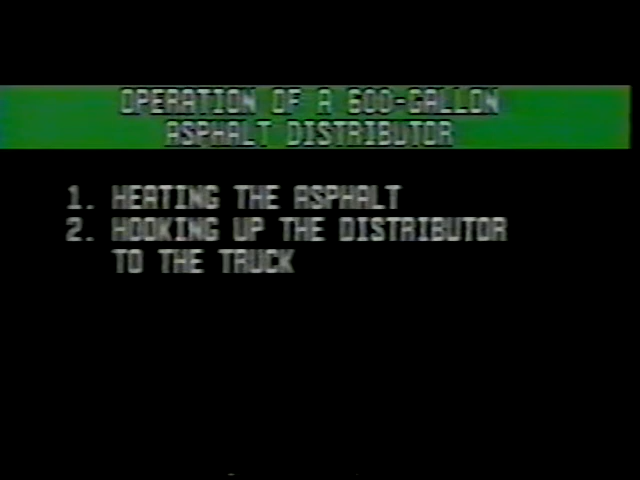 OPERATION OF A 600-GALLON
ASPHALT DISTRIBUTOR
1. HEATING THE ASPHALT
2. HOOKING UP THE DISTRIBUTOR
TO THE TRUCK